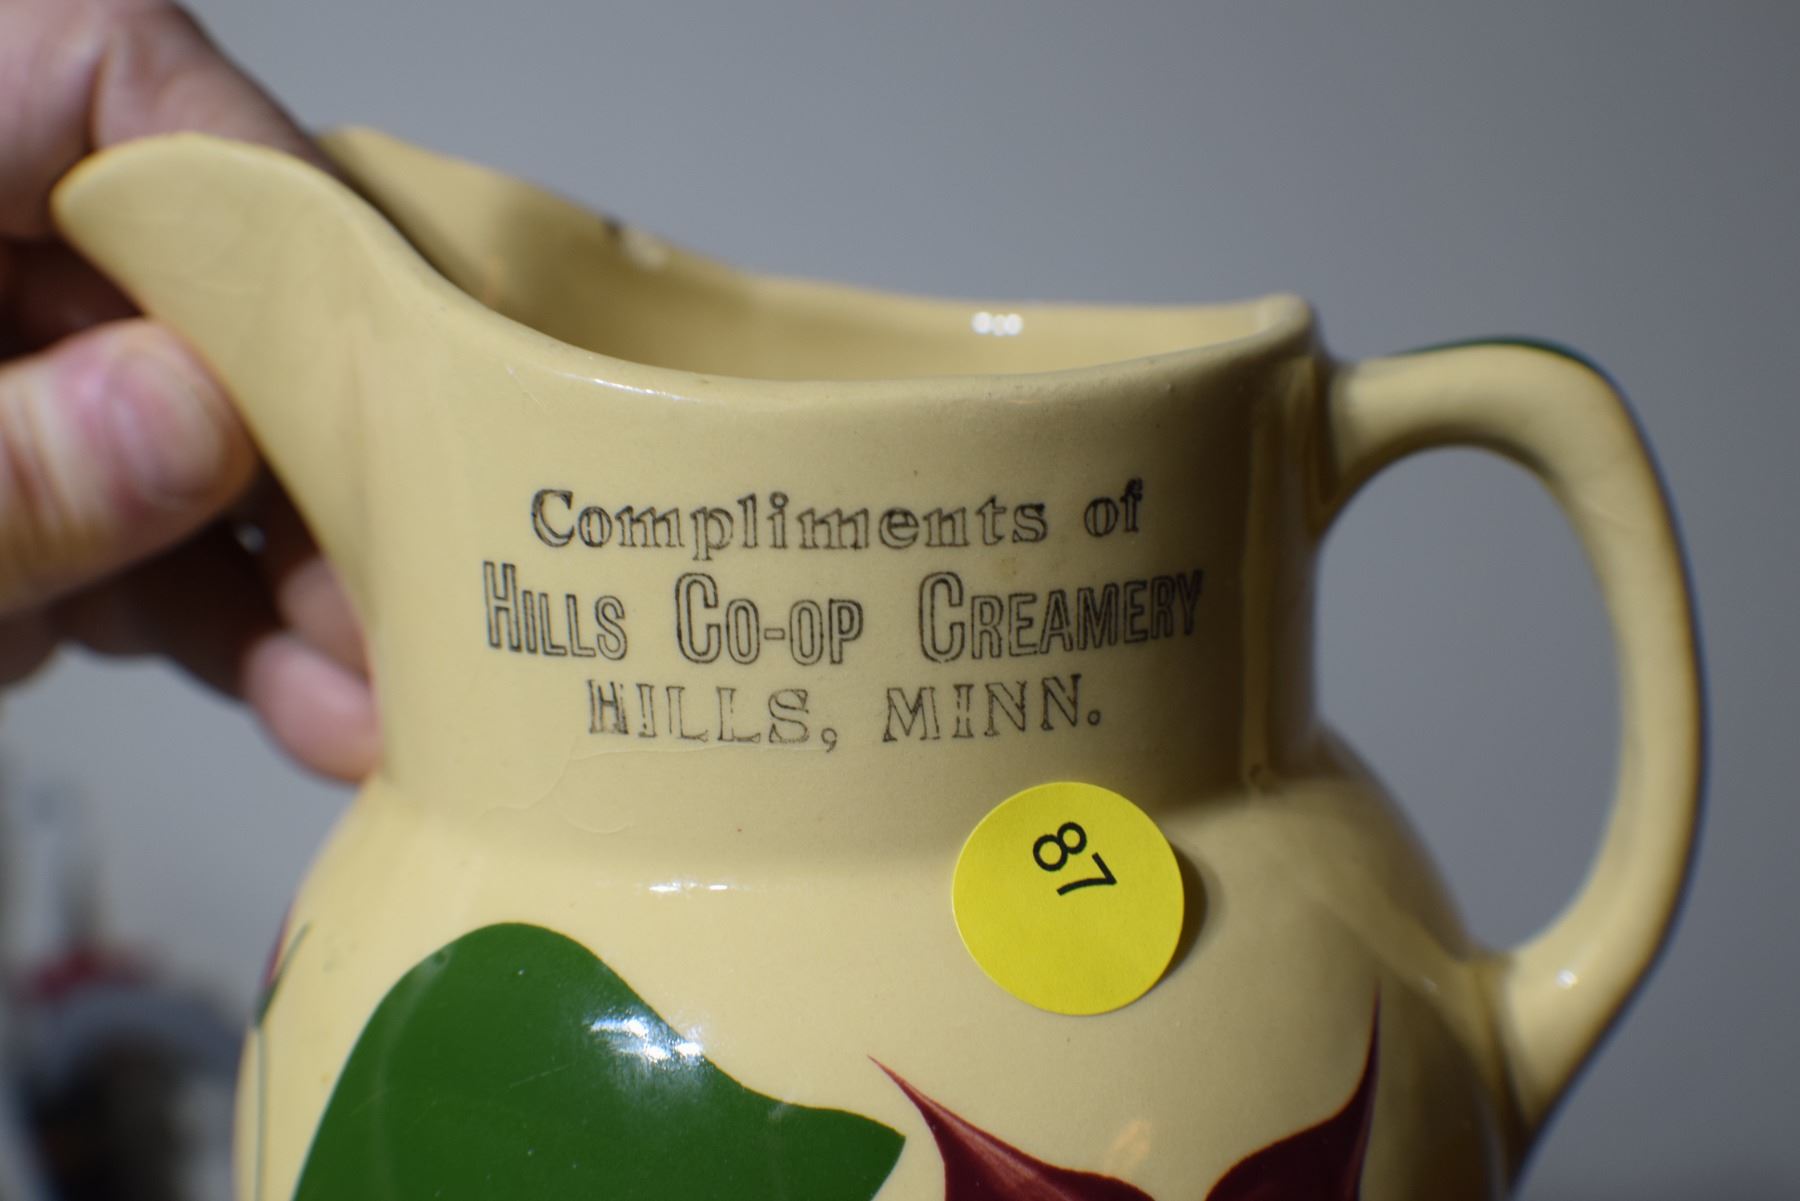 Compliments of
HILLS CO-OP CREAMERY
HILLS, MINN.
87